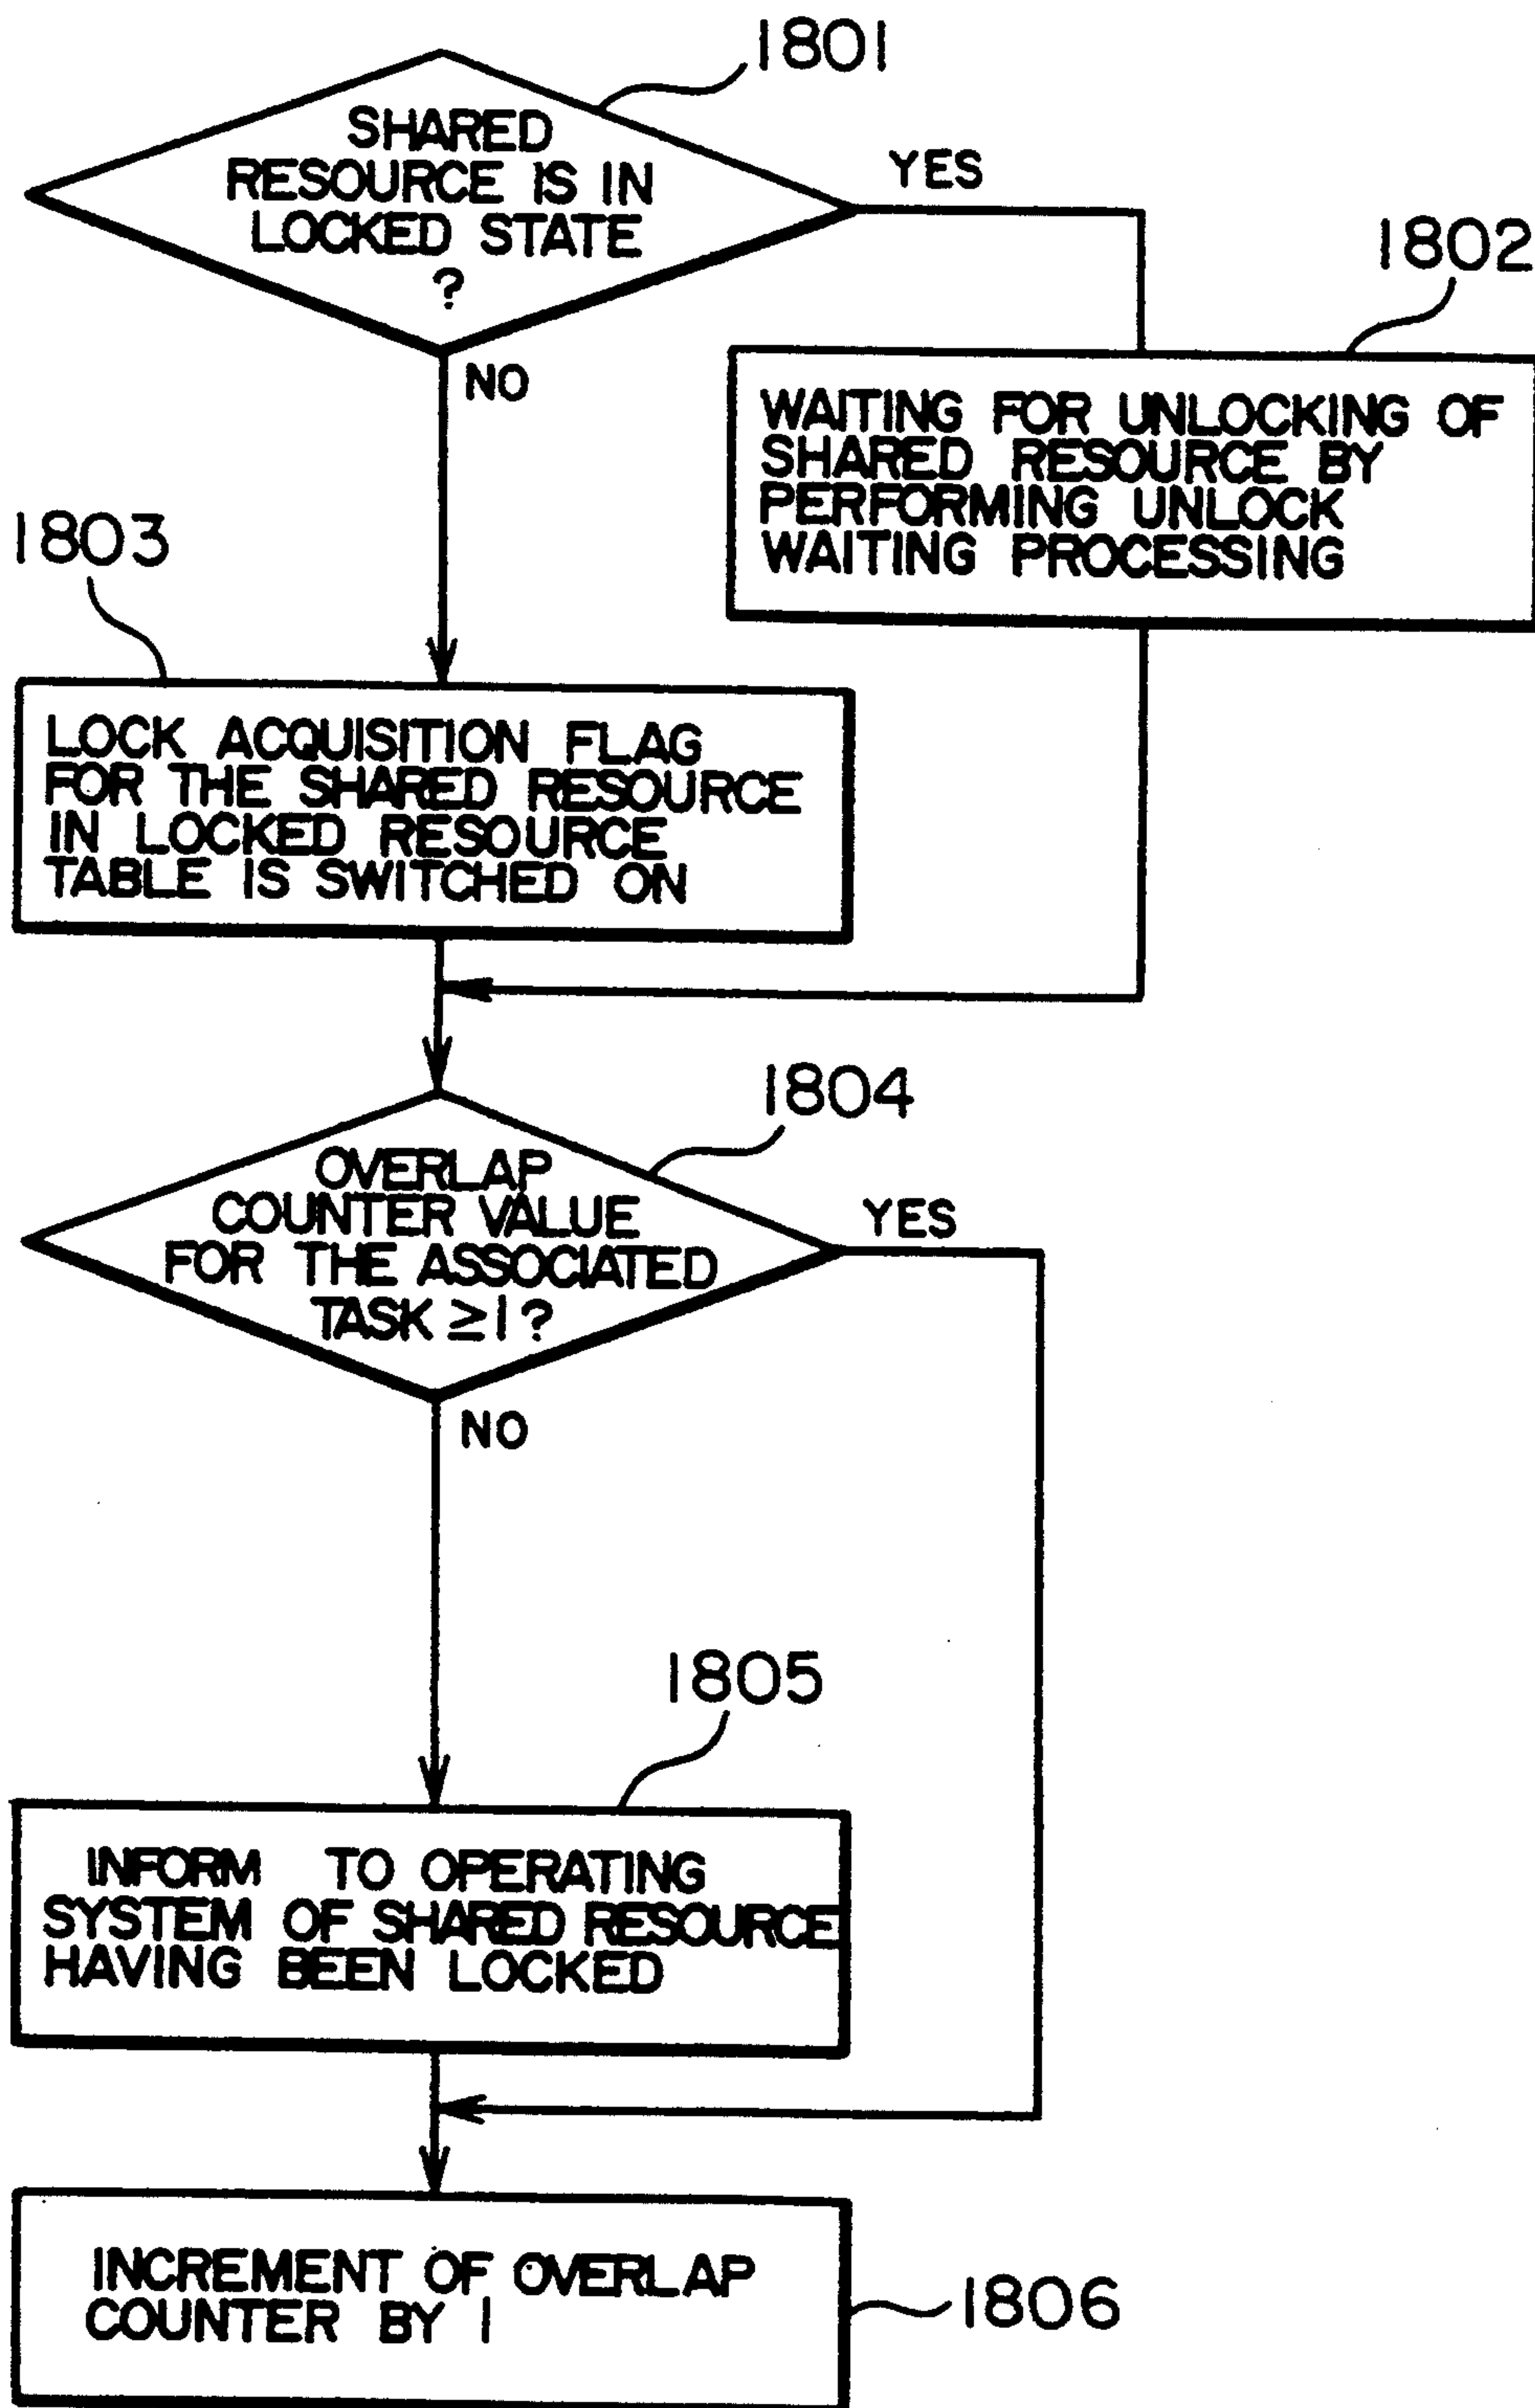 1801
SHARED
RESOURCE IS IN
LOCKED STATE
?
YES
1802
NO
WAITING FOR UNLOCKING OF
SHARED RESOURCE BY
PERFORMING UNLOCK
WAITING PROCESSING
1803
LOCK ACQUISITION FLAG
FOR THE SHARED RESOURCE
IN LOCKED RESOURCE
TABLE IS SWITCHED ON
1804
OVERLAP
COUNTER VALUE
FOR THE ASSOCIATED
TASK ≥ 1 ?
YES
NO
1805
INFORM TO OPERATING
SYSTEM OF SHARED RESOURCE
HAVING BEEN LOCKED
INCREMENT OF OVERLAP
COUNTER BY 1
1806